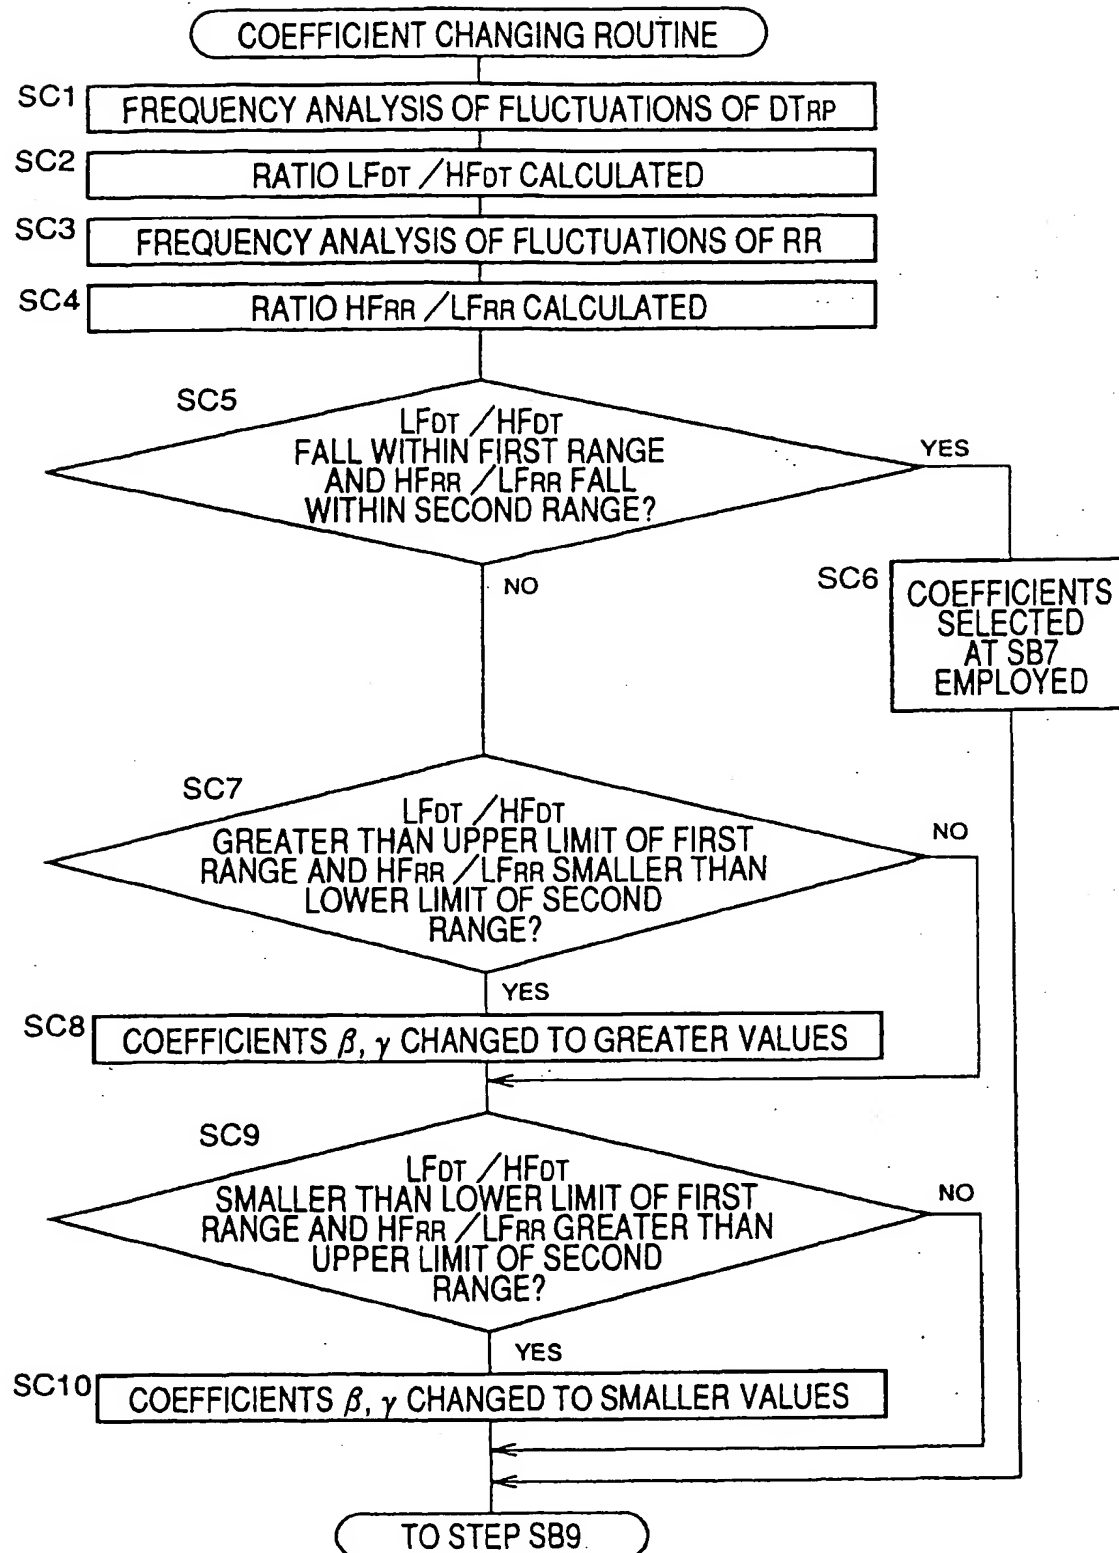 COEFFICIENT CHANGING ROUTINE
SC1
FREQUENCY ANALYSIS OF FLUCTUATIONS OF DTRP
SC2
RATIO LFDT /HFDT CALCULATED
SC3
FREQUENCY ANALYSIS OF FLUCTUATIONS OF RR
SC4
RATIO HFRR /LFRR CALCULATED
SC5
LFDT /HFDT
FALL WITHIN FIRST RANGE
AND HFRR /LFRR FALL
WITHIN SECOND RANGE?
YES
NO
SC6
COEFFICIENTS
SELECTED
AT SB7
EMPLOYED
SC7
LFDT /HFDT
GREATER THAN UPPER LIMIT OF FIRST
RANGE AND HFRR /LFRR SMALLER THAN
LOWER LIMIT OF SECOND
RANGE?
NO
YES
SC8
COEFFICIENTS β, γ CHANGED TO GREATER VALUES
SC9
LFDT /HFDT
SMALLER THAN LOWER LIMIT OF FIRST
RANGE AND HFRR /LFRR GREATER THAN
UPPER LIMIT OF SECOND
RANGE?
NO
YES
SC10
COEFFICIENTS β, γ CHANGED TO SMALLER VALUES
TO STEP SB9